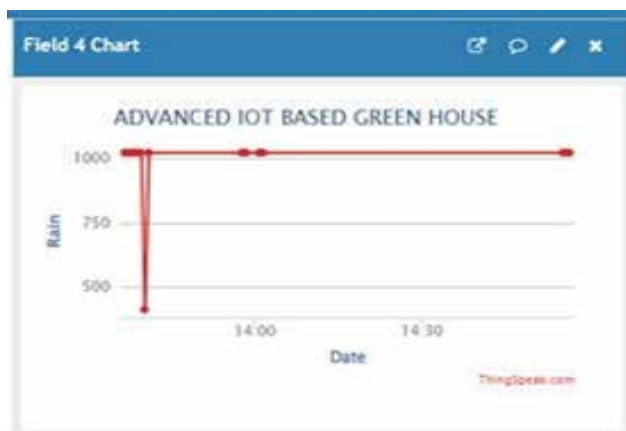 Field 4 Chart
ADVANCED IOT BASED GREEN HOUSE
1000
750
500
Rain
14:00
14:30
Date
ThingSpeak.com